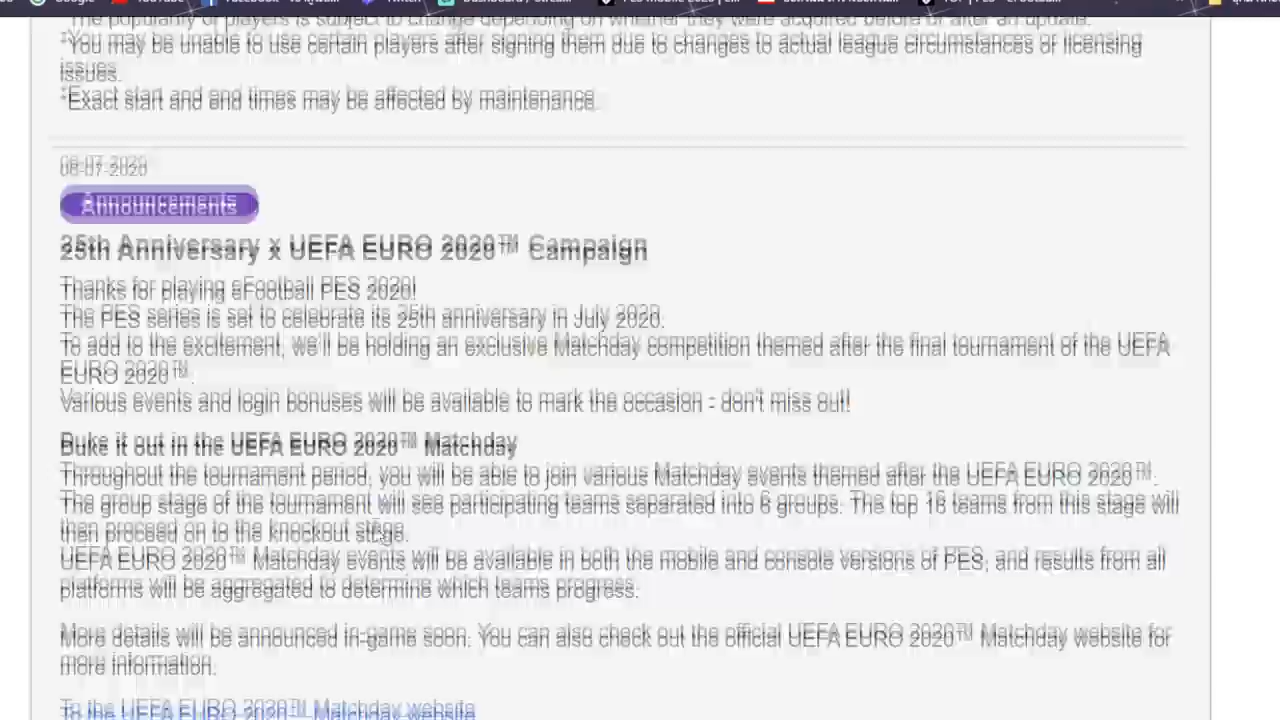 Google
YouTube
Facebook
Twitch
Dashboard / Stream
The popularity of players is subject to change depending on whether they were acquired before or after an update.
*You may be unable to use certain players after signing them due to changes to actual league circumstances or licensing
issues.
*Exact start and end times may be affected by maintenance.
06-07-2020
Announcements
25th Anniversary x UEFA EURO 2020™ Campaign
Thanks for playing eFootball PES 2020!
The PES series is set to celebrate its 25th anniversary in July 2020.
To add to the excitement, we'll be holding an exclusive Matchday competition themed after the final tournament of the UEFA
EURO 2020™.
Various events and login bonuses will be available to mark the occasion - don't miss out!
Duke it out in the UEFA EURO 2020™ Matchday
Throughout the tournament period, you will be able to join various Matchday events themed after the UEFA EURO 2020™.
The group stage of the tournament will see participating teams separated into 6 groups. The top 16 teams from this stage will
then proceed on to the knockout stage.
UEFA EURO 2020™ Matchday events will be available in both the mobile and console versions of PES, and results from all
platforms will be aggregated to determine which teams progress.
More details will be announced in-game soon. You can also check out the official UEFA EURO 2020™ Matchday website for
more information.
To the UEFA EURO 2020™ Matchday website